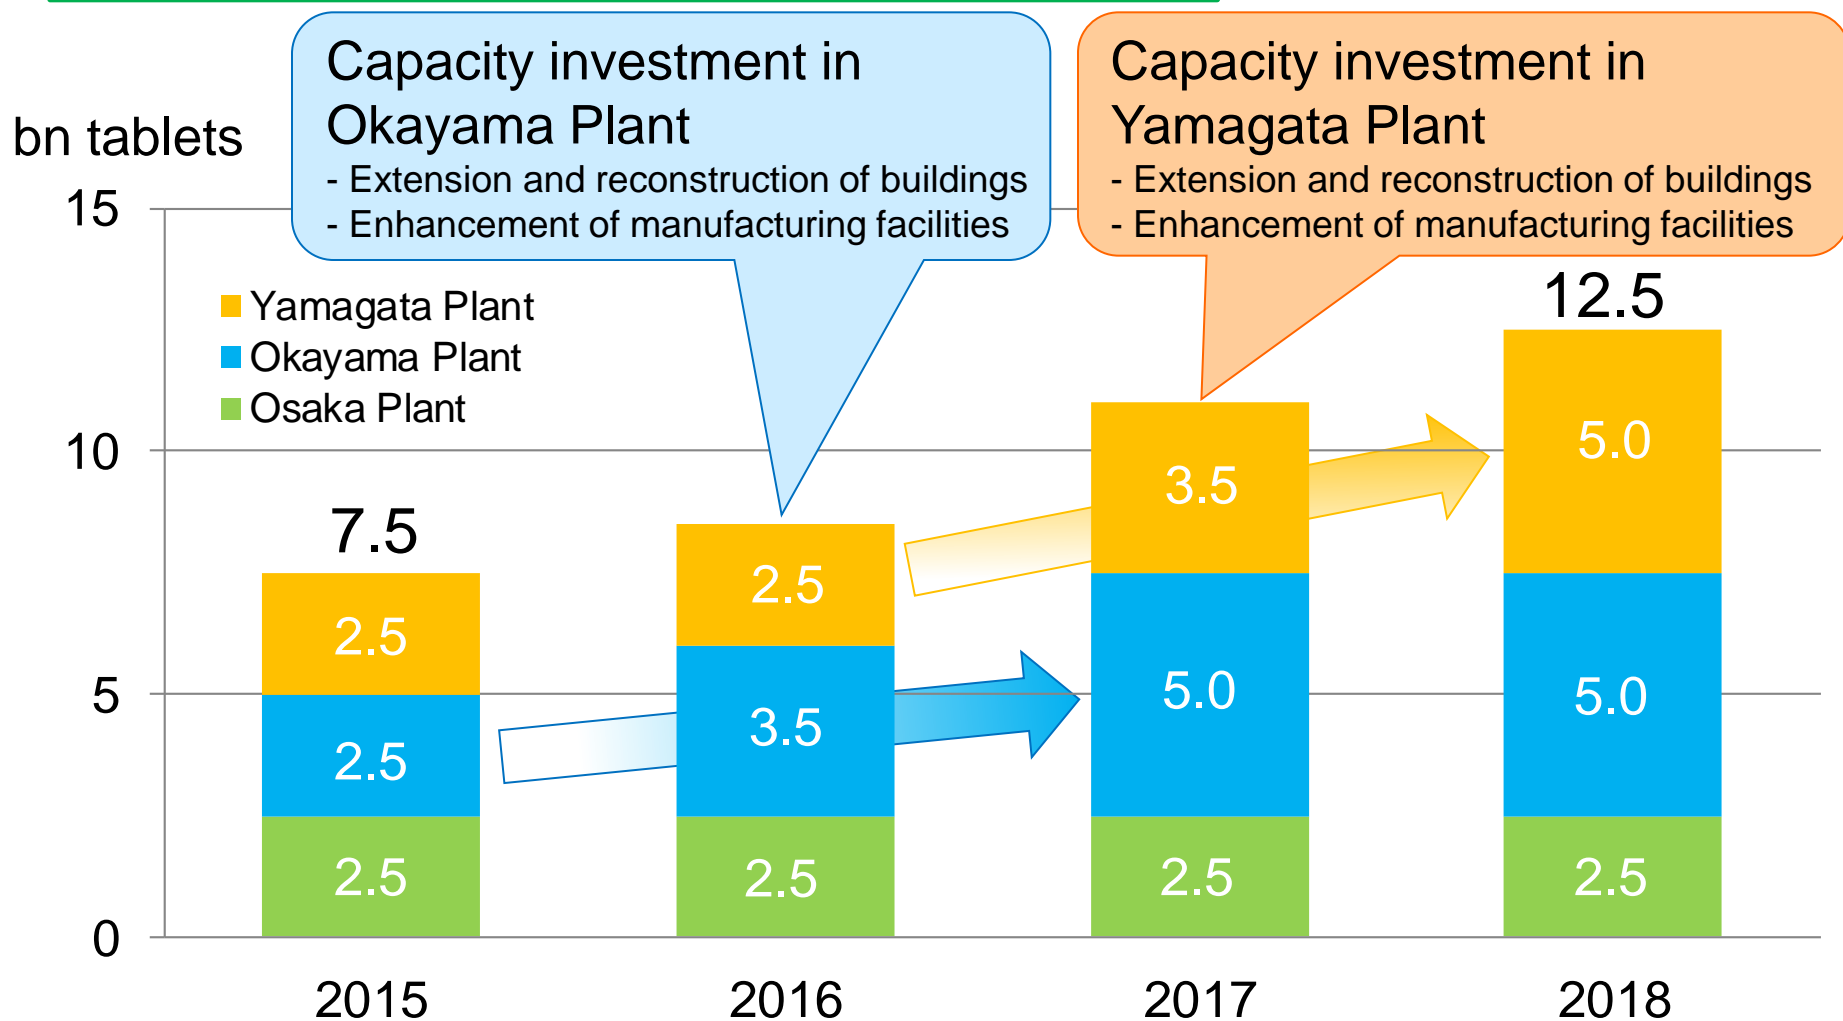 Capacity investment in
Okayama Plant
- Extension and reconstruction of buildings
- Enhancement of manufacturing facilities
Capacity investment in
Yamagata Plant
- Extension and reconstruction of buildings
- Enhancement of manufacturing facilities
bn tablets
15
10
5
0
Yamagata Plant
Okayama Plant
Osaka Plant
7.5
2.5
2.5
2.5
2.5
3.5
2.5
3.5
5.0
2.5
12.5
5.0
5.0
2.5
2015
2016
2017
2018